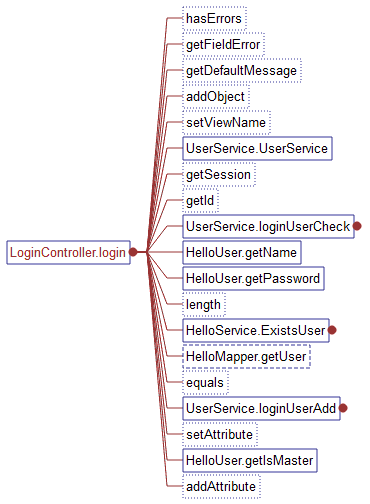 hasErrors
getFieldError
getDefaultMessage
addObject
setViewName
UserService.UserService
getSession
getId
UserService.loginUserCheck
LoginController.login
HelloUser.getName
HelloUser.getPassword
length
HelloService.ExistsUser
HelloMapper.getUser
equals
UserService.loginUserAdd
setAttribute
HelloUser.getIsMaster
addAttribute